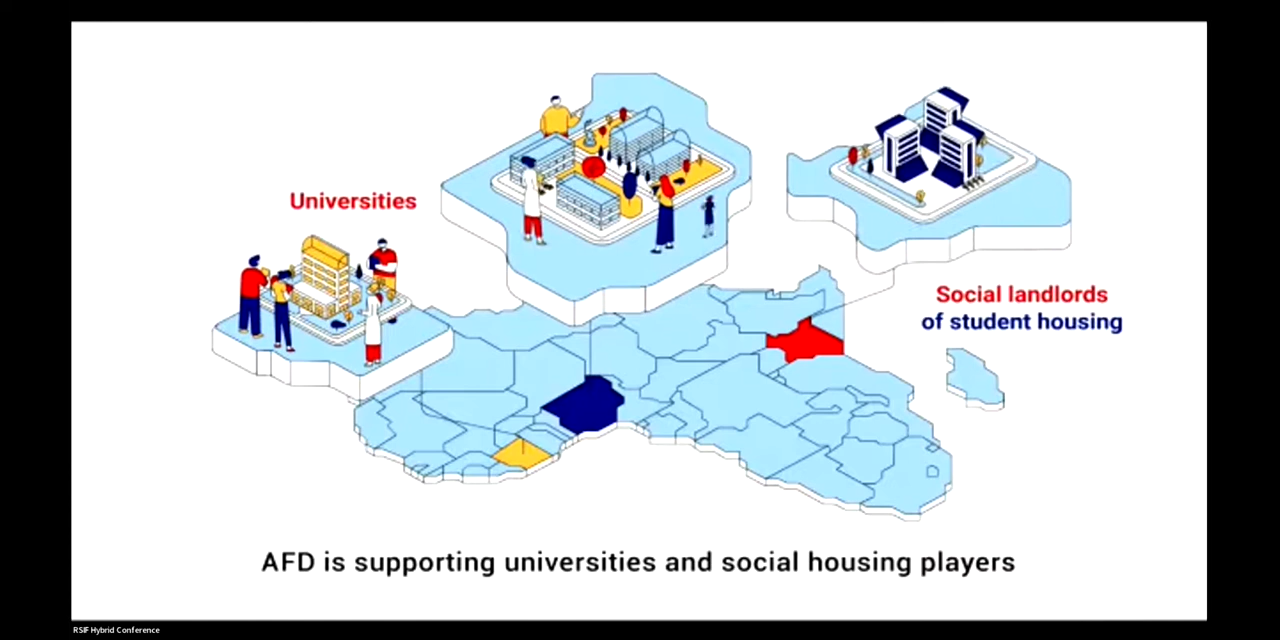 Universities
Social landlords
of student housing
AFD is supporting universities and social housing players
RSIF Hybrid Conference